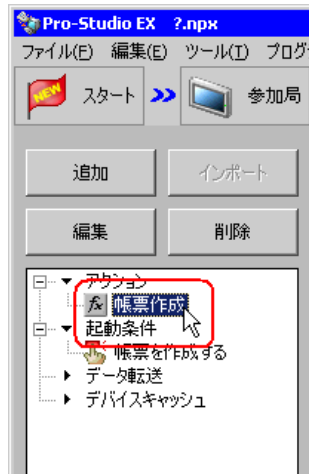 Pro-Studio EX ?.npx
ファイル(F) 編集(E) ツール(T) プログ
NEW スタート 参加局
追加 インポート
編集 削除
アクション
fx 帳票作成
起動条件
帳票を作成する
データ転送
デバイスキャッシュ